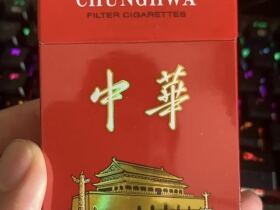 CHUNGHWA
FILTER CIGARETTES
中華